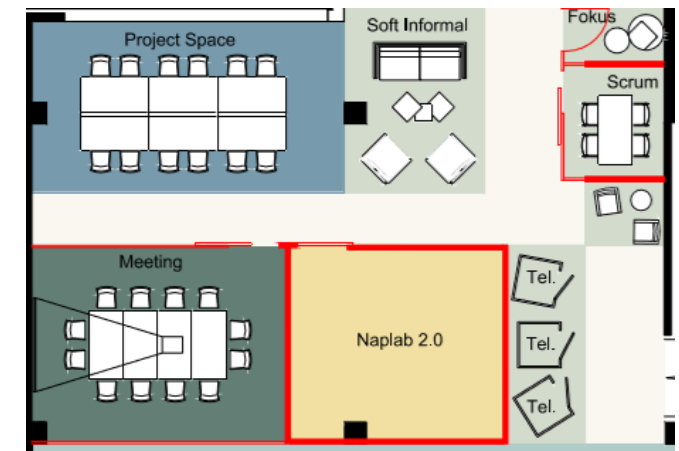 Project Space
Soft Informal
Fokus
Scrum
Meeting
Naplab 2.0
Tel.
Tel.
Tel.